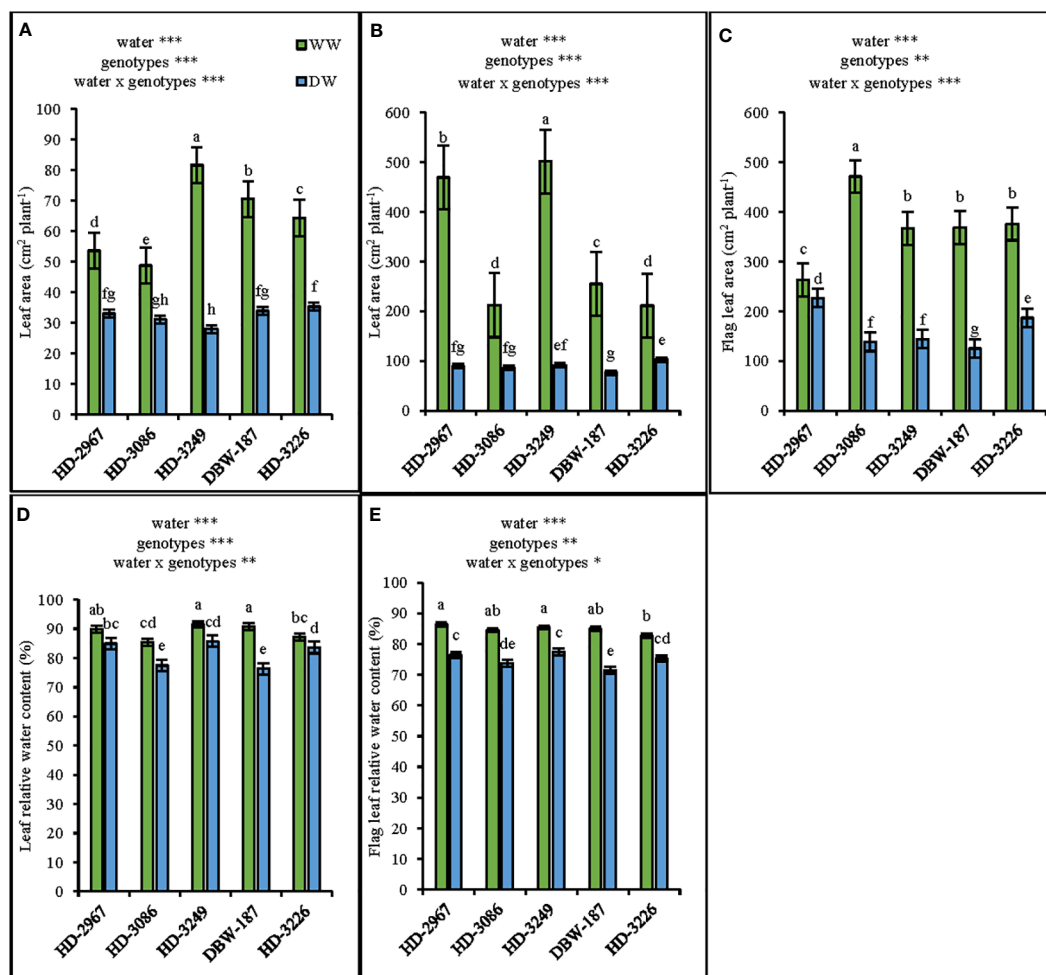 A
water ***
genotypes ***
water x genotypes ***
WW
DW
Leaf area (cm² plant⁻¹)
100
90
80
70
60
50
40
30
20
10
0
d
fg
e
gh
a
h
b
fg
c
f
HD-2967
HD-3086
HD-3249
DBW-187
HD-3226
B
water ***
genotypes ***
water x genotypes ***
Leaf area (cm² plant⁻¹)
600
500
400
300
200
100
0
b
fg
d
fg
a
ef
c
g
d
e
HD-2967
HD-3086
HD-3249
DBW-187
HD-3226
C
water ***
genotypes **
water x genotypes ***
Flag leaf area (cm² plant⁻¹)
600
500
400
300
200
100
0
c
d
a
f
b
f
b
g
b
e
HD-2967
HD-3086
HD-3249
DBW-187
HD-3226
D
water ***
genotypes ***
water x genotypes **
Leaf relative water content (%)
100
90
80
70
60
50
40
30
20
10
0
ab
bc
cd
e
a
cd
a
e
bc
d
HD-2967
HD-3086
HD-3249
DBW-187
HD-3226
E
water ***
genotypes **
water x genotypes *
Flag leaf relative water content (%)
100
90
80
70
60
50
40
30
20
10
0
a
c
ab
de
a
c
ab
e
b
cd
HD-2967
HD-3086
HD-3249
DBW-187
HD-3226